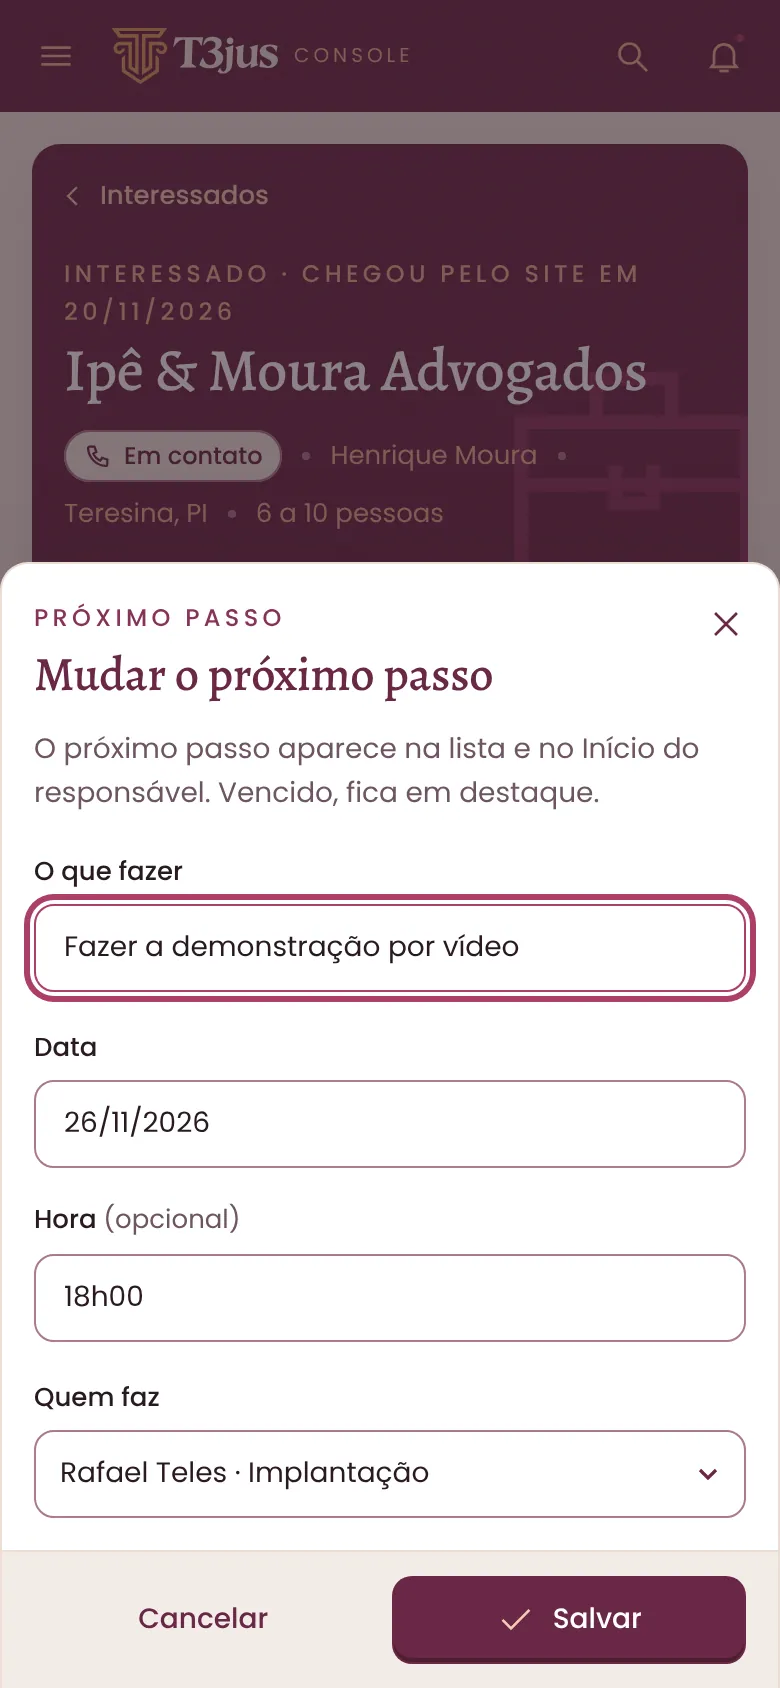 T3jus CONSOLE
Interessados
INTERESSADO · CHEGOU PELO SITE EM
20/11/2026
Ipê & Moura Advogados
Em contato • Henrique Moura •
Teresina, PI • 6 a 10 pessoas
PRÓXIMO PASSO
Mudar o próximo passo
O próximo passo aparece na lista e no Início do
responsável. Vencido, fica em destaque.
O que fazer
Fazer a demonstração por vídeo
Data
26/11/2026
Hora (opcional)
18h00
Quem faz
Rafael Teles · Implantação
Cancelar
Salvar